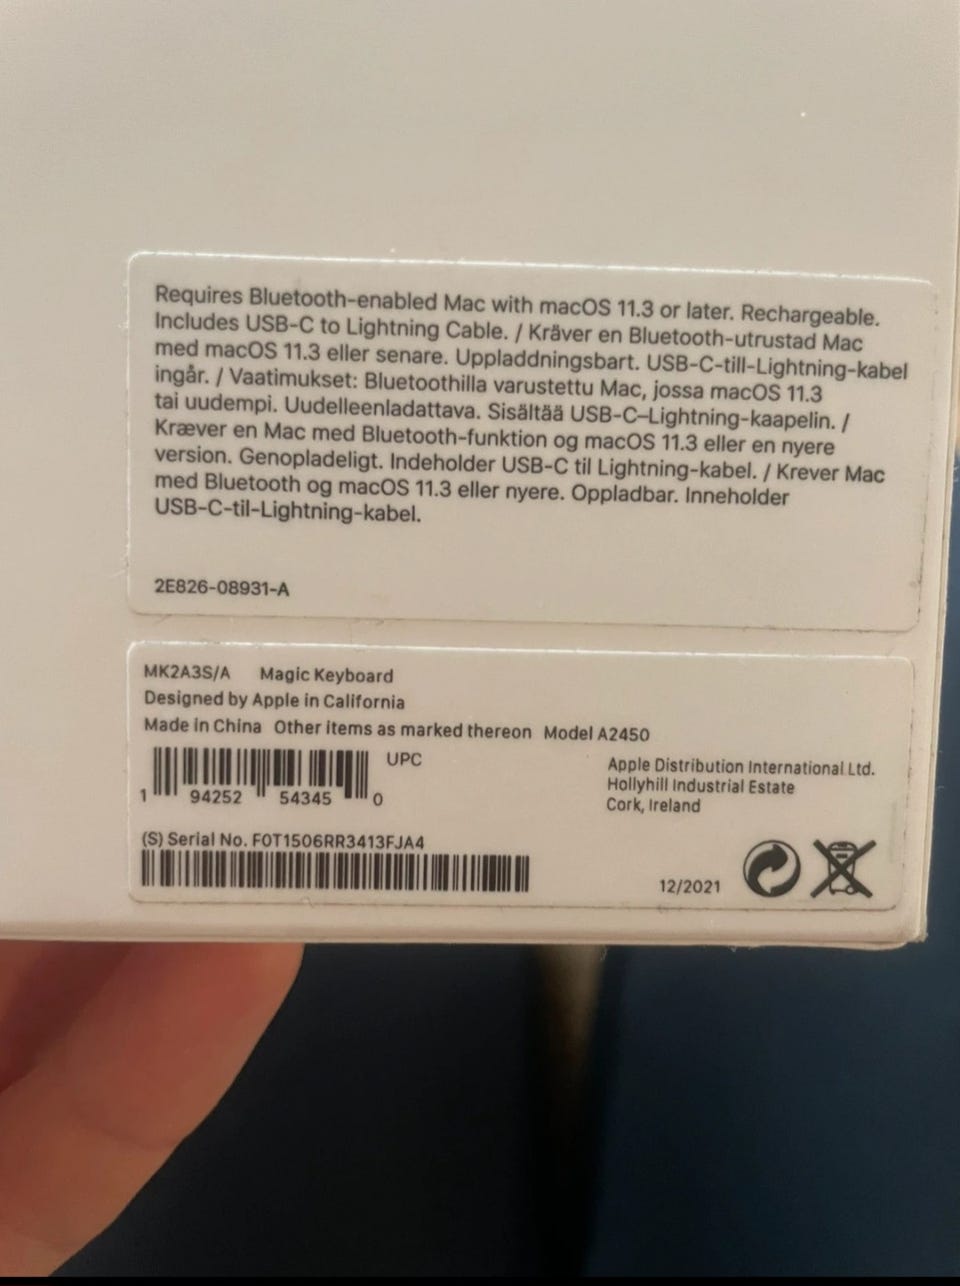 Requires Bluetooth-enabled Mac with macOS 11.3 or later. Rechargeable.
Includes USB-C to Lightning Cable. / Kräver en Bluetooth-utrustad Mac
med macOS 11.3 eller senare. Uppladdningsbart. USB-C-till-Lightning-kabel
ingår. / Vaatimukset: Bluetoothilla varustettu Mac, jossa macOS 11.3
tai uudempi. Uudelleenladattava. Sisältää USB-C–Lightning-kaapelin. /
Kræver en Mac med Bluetooth-funktion og macOS 11.3 eller en nyere
version. Genopladeligt. Indeholder USB-C til Lightning-kabel. / Krever Mac
med Bluetooth og macOS 11.3 eller nyere. Oppladbar. Inneholder
USB-C-til-Lightning-kabel.
2E826-08931-A
MK2A3S/A Magic Keyboard
Designed by Apple in California
Made in China Other items as marked thereon Model A2450
UPC
1 94252 54345 0
Apple Distribution International Ltd.
Hollyhill Industrial Estate
Cork, Ireland
(S) Serial No. F0T1506RR3413FJA4
12/2021